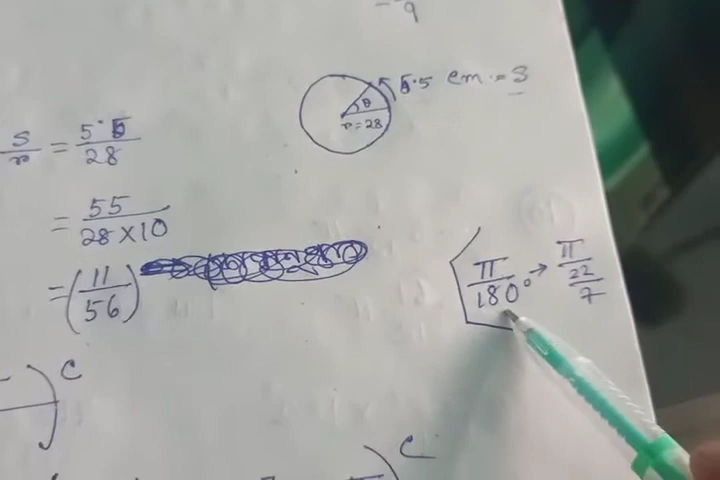 9
5.5 cm = S
θ
r = 28
S/r = 5.5/28
= 55/(28×10)
= (11/56)
π/180° → π/(22/7)
)ᶜ
)ᶜ